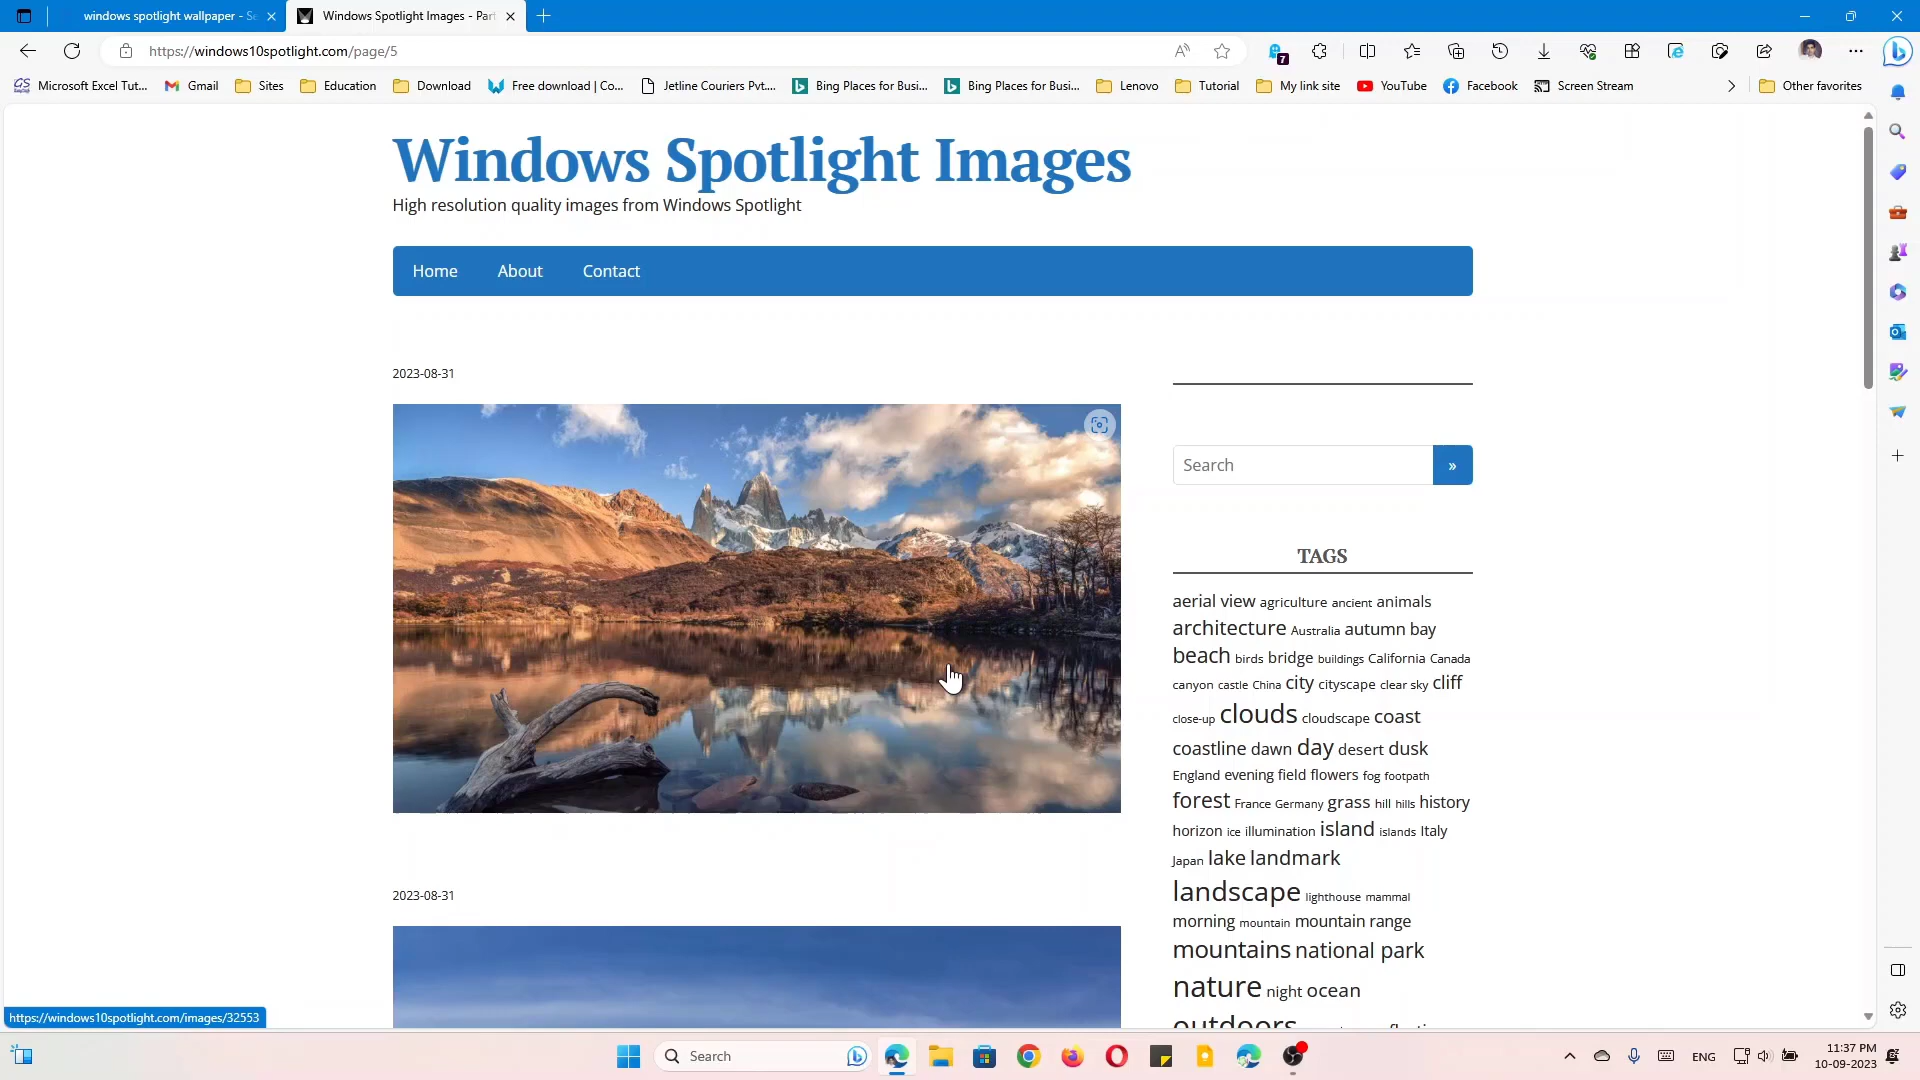 windows spotlight wallpaper - Se
Windows Spotlight Images - Part
https://windows10spotlight.com/page/5
7
Microsoft Excel Tut...
Gmail
Sites
Education
Download
Free download | Co...
Jetline Couriers Pvt....
Bing Places for Busi...
Bing Places for Busi...
Lenovo
Tutorial
My link site
YouTube
Facebook
Screen Stream
Other favorites
Windows Spotlight Images
High resolution quality images from Windows Spotlight
Home About Contact
2023-08-31
Search »
TAGS
aerial view agriculture ancient animals
architecture Australia autumn bay
beach birds bridge buildings California Canada
canyon castle China city cityscape clear sky cliff
close-up clouds cloudscape coast
coastline dawn day desert dusk
England evening field flowers fog footpath
forest France Germany grass hill hills history
horizon ice illumination island islands Italy
Japan lake landmark
landscape lighthouse mammal
morning mountain mountain range
mountains national park
nature night ocean
outdoors
2023-08-31
https://windows10spotlight.com/images/32553
Search
ENG
11:37 PM
10-09-2023